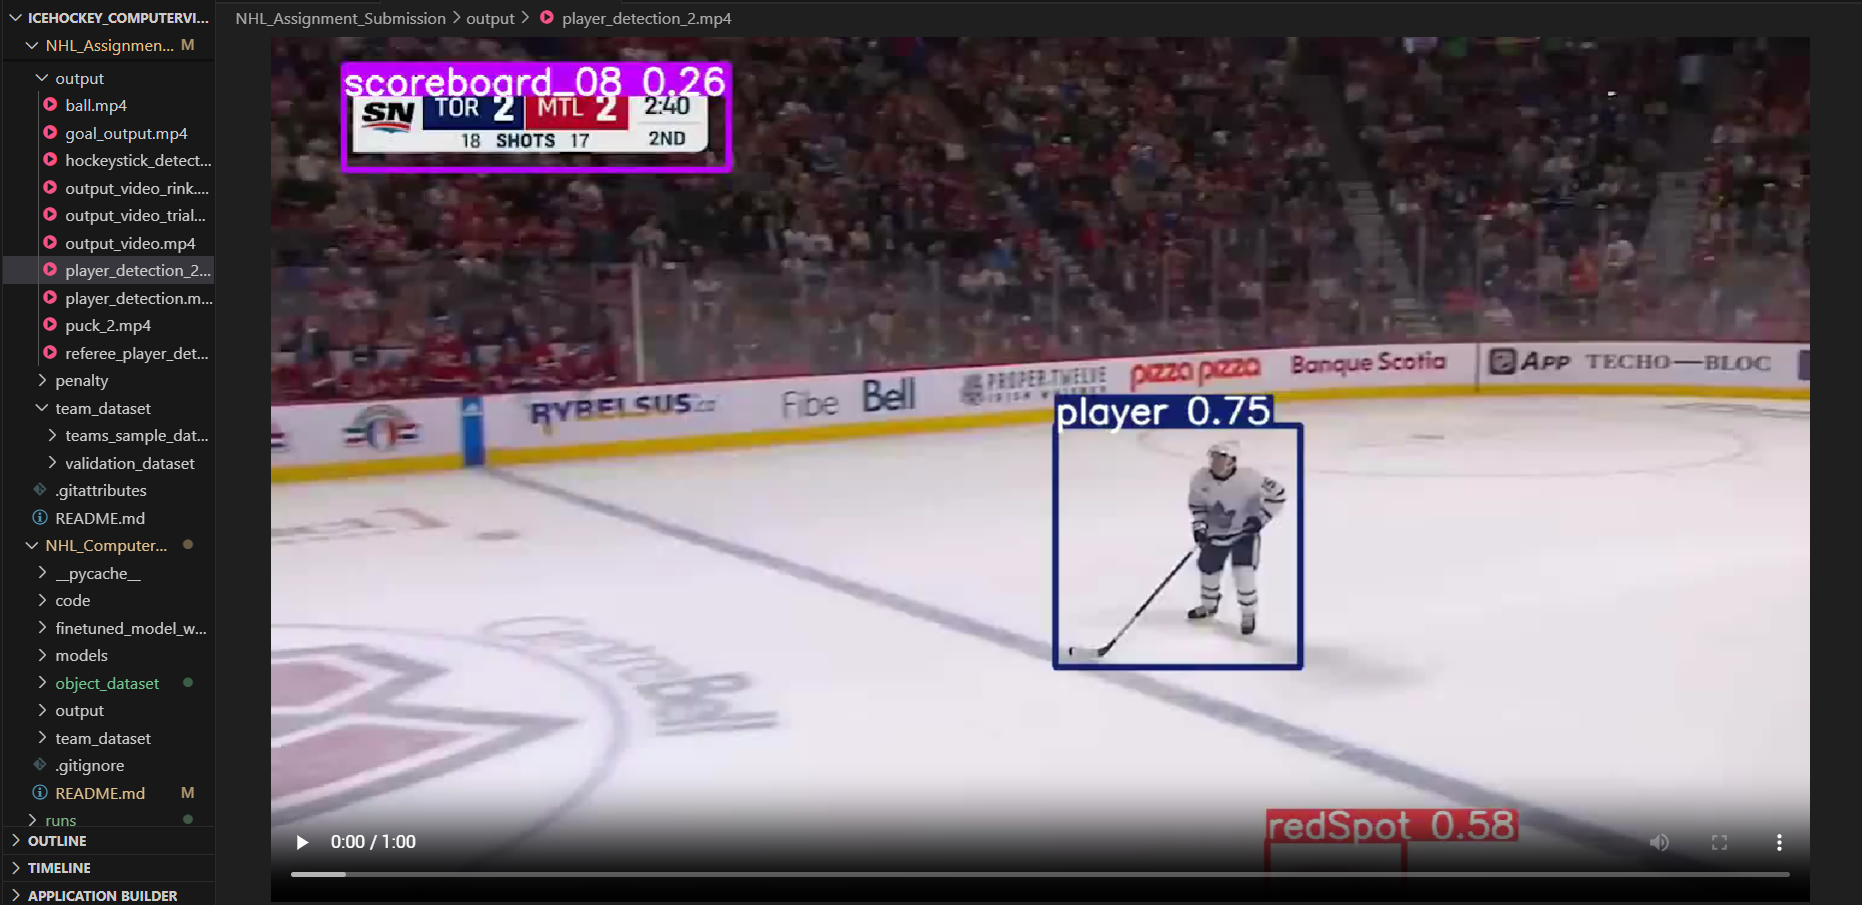 ICEHOCKEY_COMPUTERVI...
NHL_Assignmen... M
output
ball.mp4
goal_output.mp4
hockeystick_detect...
output_video_rink....
output_video_trial...
output_video.mp4
player_detection_2...
player_detection.m...
puck_2.mp4
referee_player_det...
penalty
team_dataset
teams_sample_dat...
validation_dataset
.gitattributes
README.md
NHL_Computer...
__pycache__
code
finetuned_model_w...
models
object_dataset
output
team_dataset
.gitignore
README.md M
runs
OUTLINE
TIMELINE
APPLICATION BUILDER
NHL_Assignment_Submission > output > player_detection_2.mp4
scoreboard_08 0.26
SN TOR 2 MTL 2 2:40
18 SHOTS 17 2ND
RYBELSUS
Fibe Bell
PROPER TWELVE
IRISH
pizza pizza
Banque Scotia
APP TECHO—BLOC
player 0.75
Bell
redSpot 0.58
0:00 / 1:00